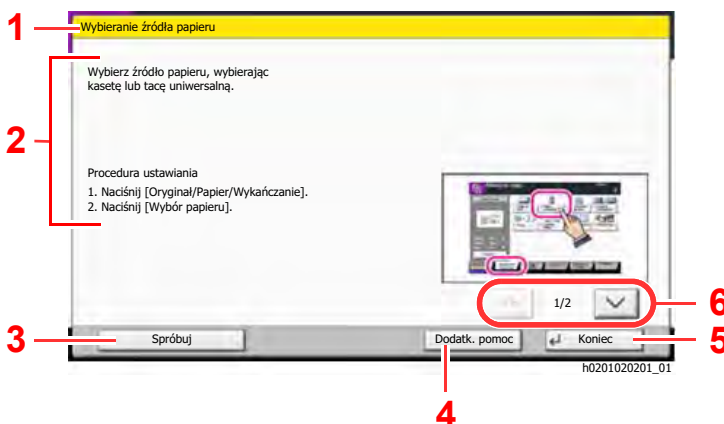 1
Wybieranie źródła papieru
2
Wybierz źródło papieru, wybierając
kasetę lub tacę uniwersalną.
Procedura ustawiania
1. Naciśnij [Oryginał/Papier/Wykańczanie].
2. Naciśnij [Wybór papieru].
1/2
6
3
Spróbuj
Dodatk. pomoc
Koniec
5
h0201020201_01
4